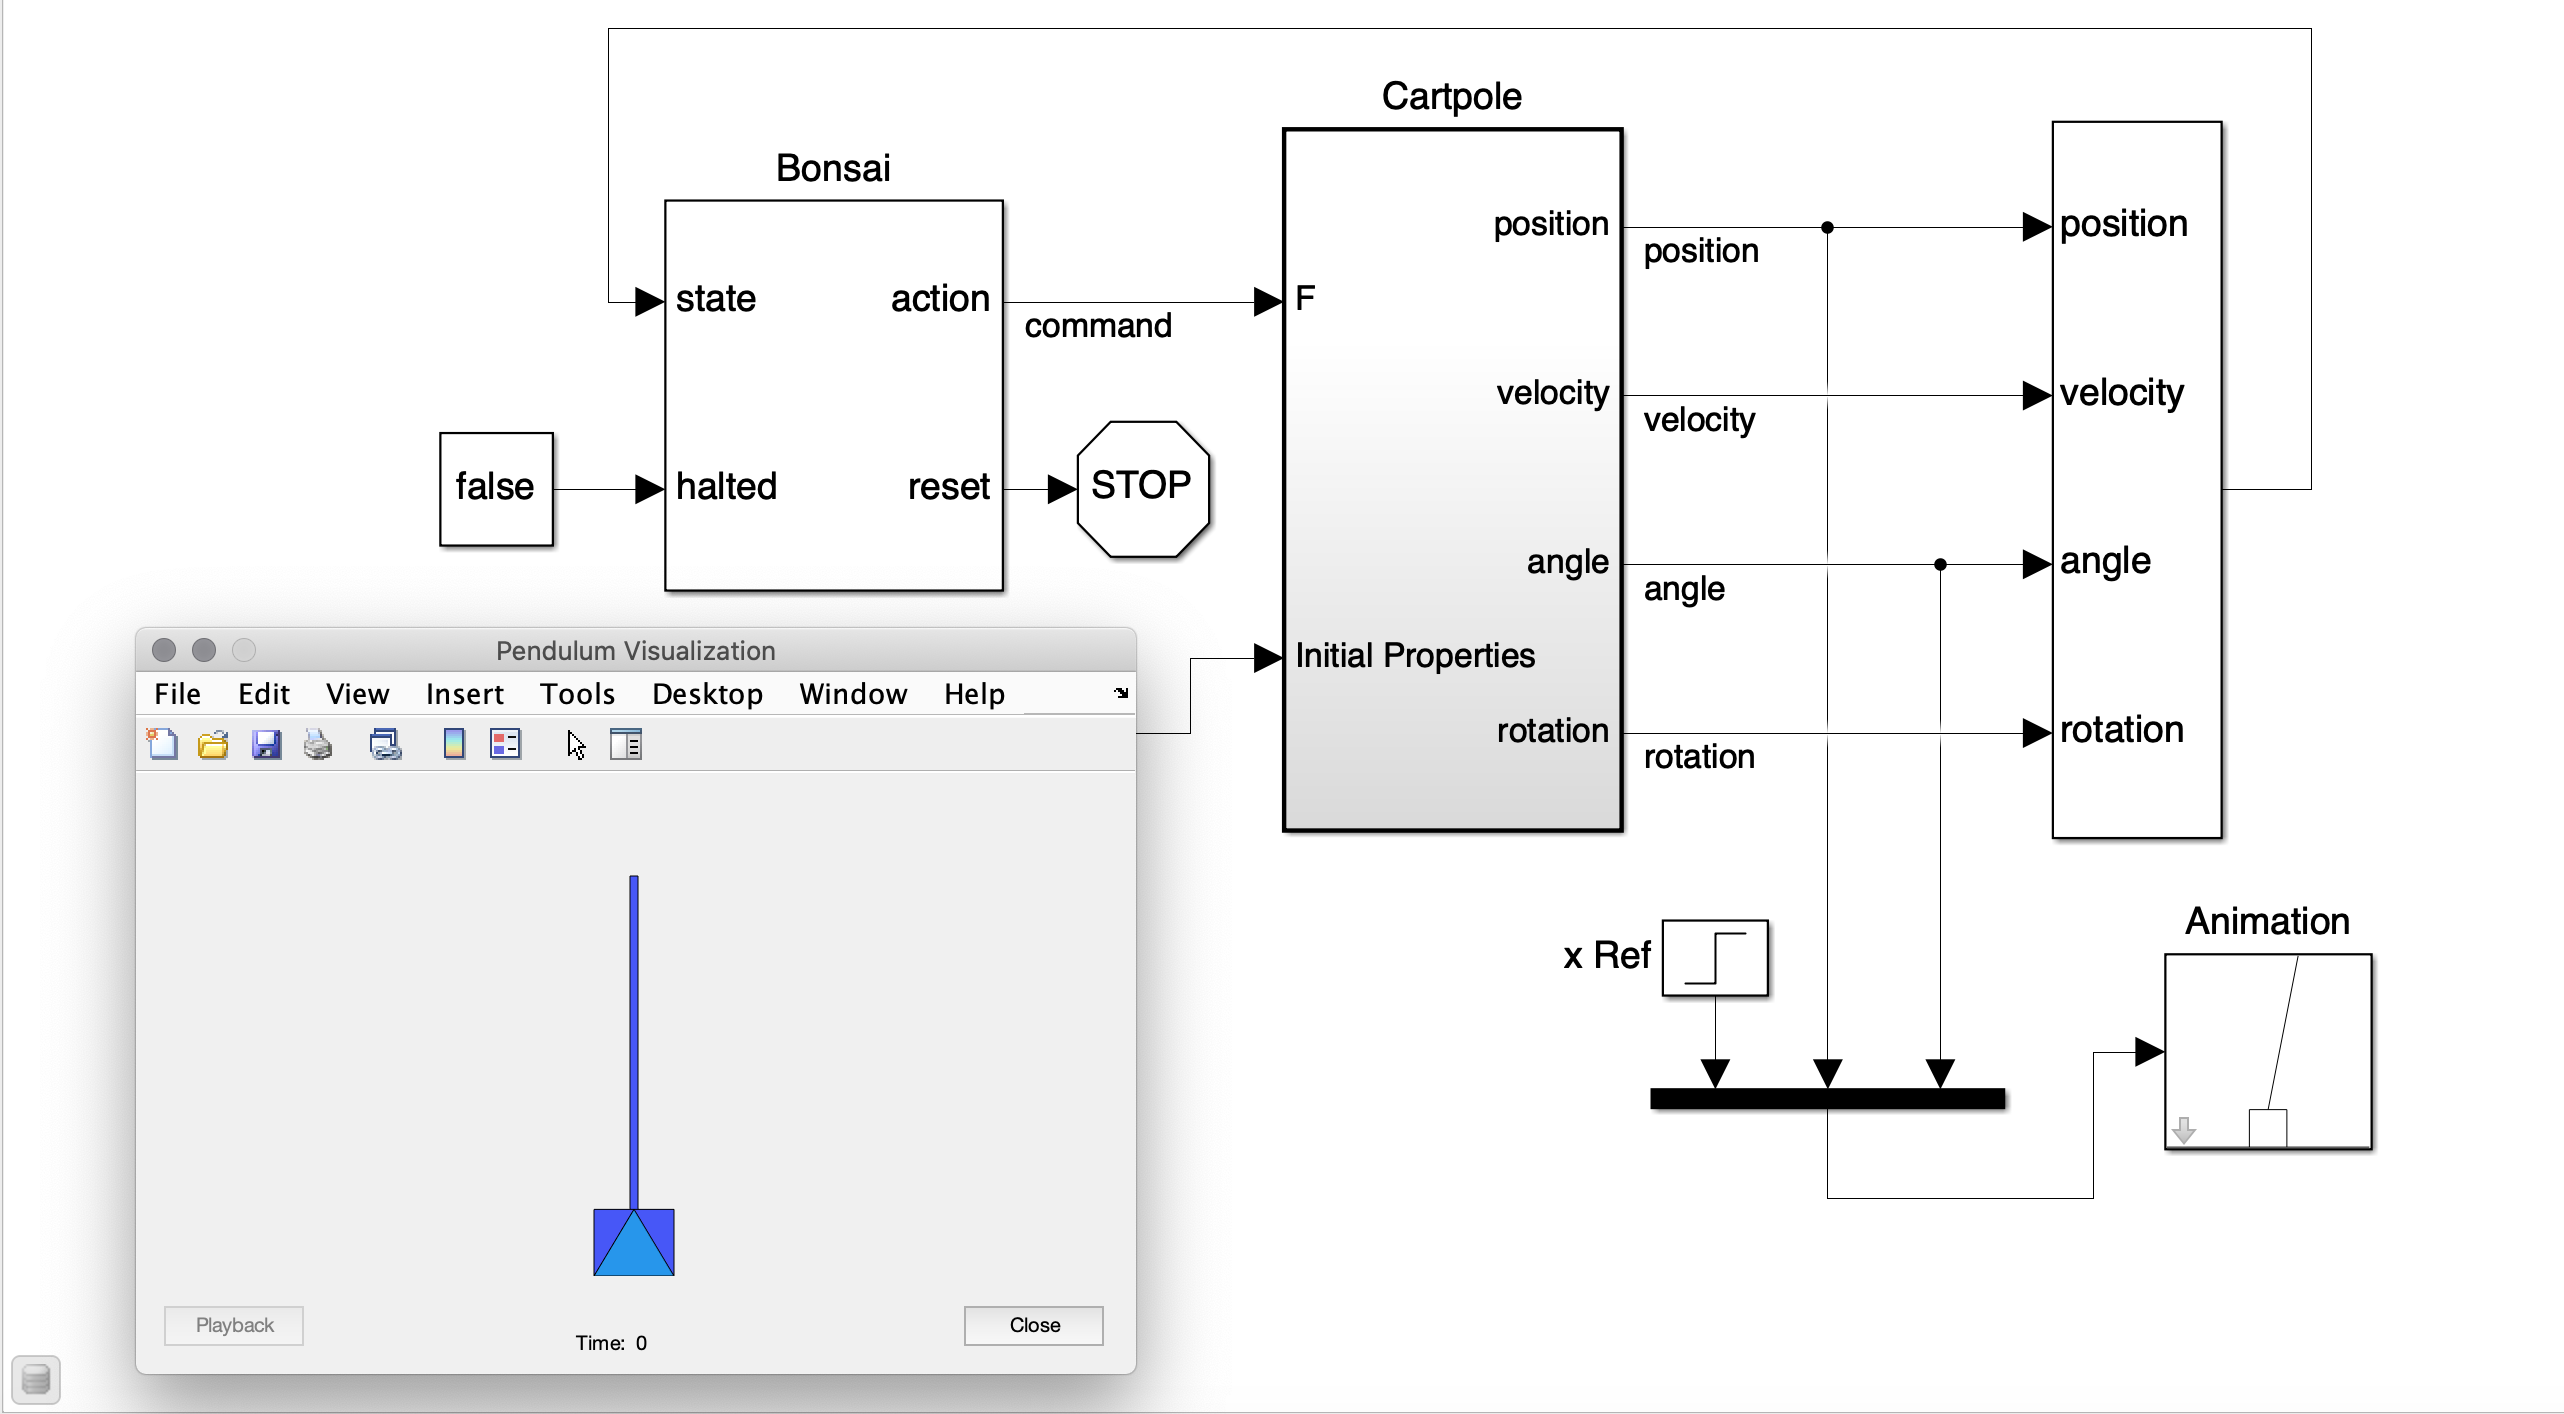 Cartpole
Bonsai
state
action
command
false
halted
reset
STOP
F
Initial Properties
position
velocity
angle
rotation
position
velocity
angle
rotation
position
velocity
angle
rotation
x Ref
Animation
Pendulum Visualization
File Edit View Insert Tools Desktop Window Help
Playback
Time: 0
Close